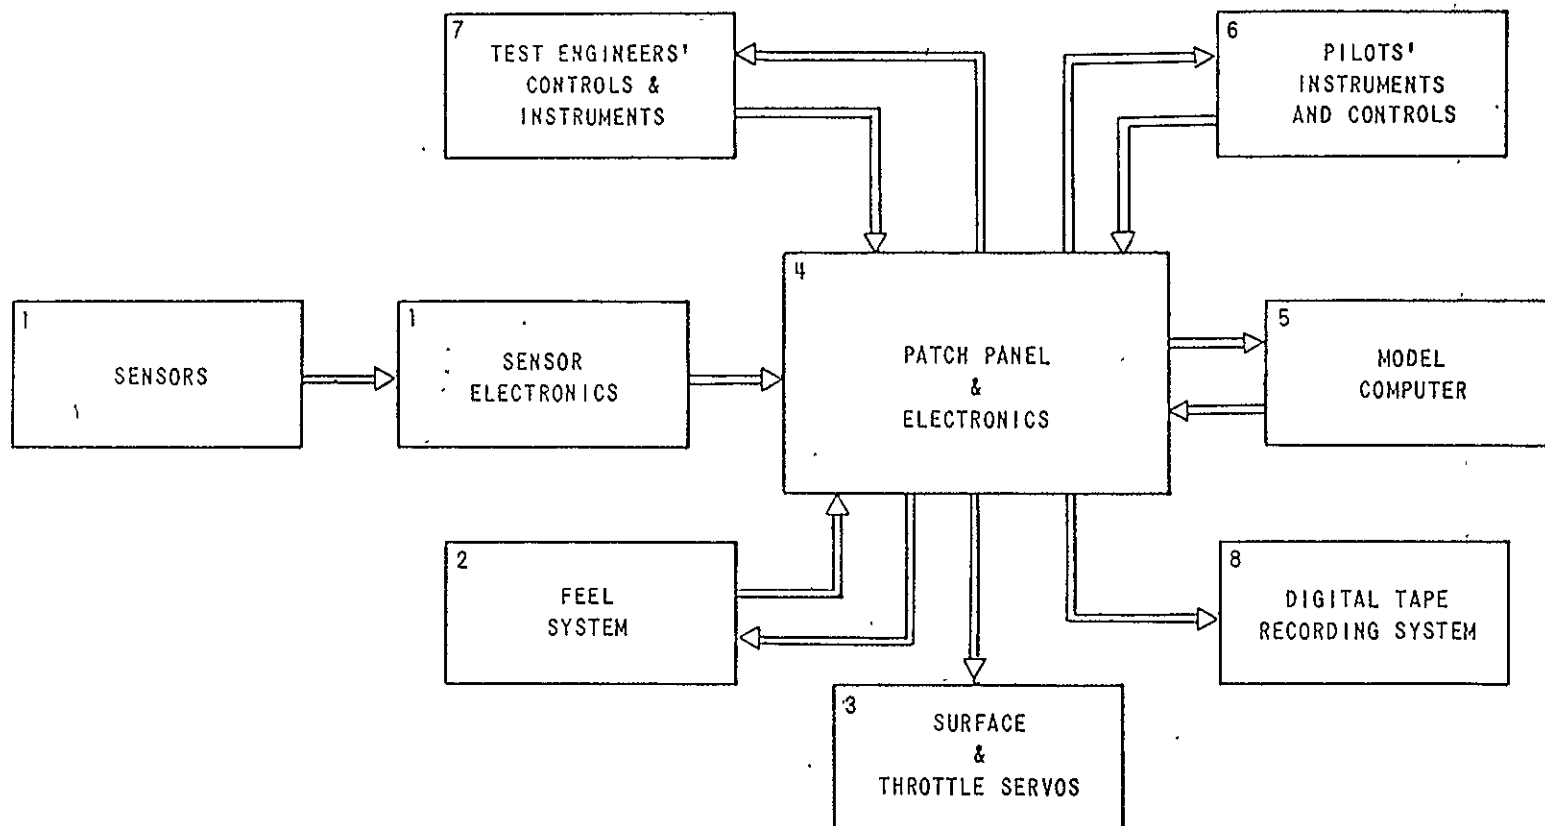 7
TEST ENGINEERS'
CONTROLS &
INSTRUMENTS
6
PILOTS'
INSTRUMENTS
AND CONTROLS
1
SENSORS
1
SENSOR
ELECTRONICS
4
PATCH PANEL
&
ELECTRONICS
5
MODEL
COMPUTER
2
FEEL
SYSTEM
8
DIGITAL TAPE
RECORDING SYSTEM
3
SURFACE
&
THROTTLE SERVOS